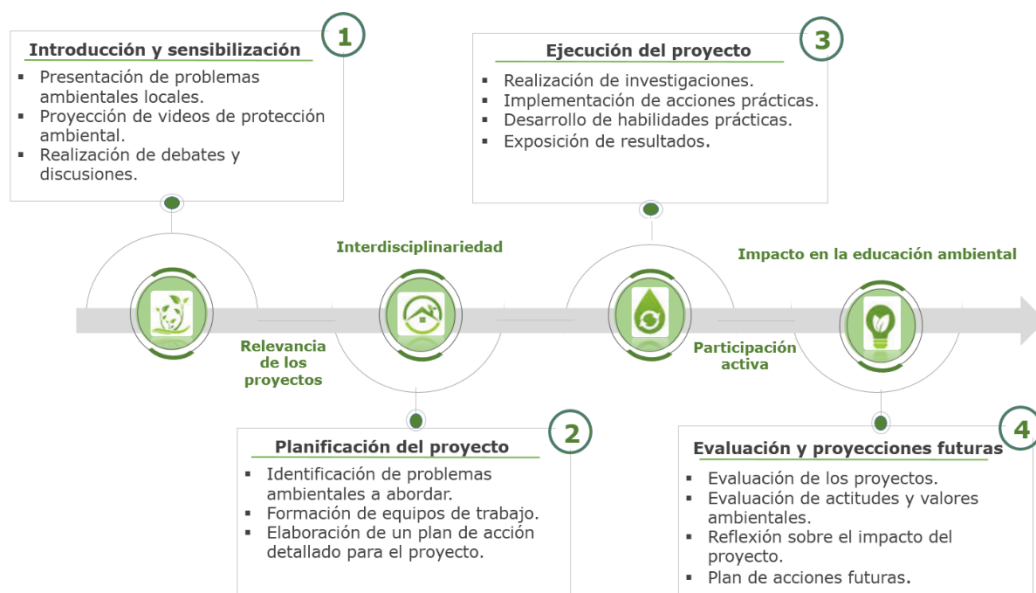 1
Introducción y sensibilización
▪ Presentación de problemas
ambientales locales.
▪ Proyección de videos de protección
ambiental.
▪ Realización de debates y
discusiones.
3
Ejecución del proyecto
▪ Realización de investigaciones.
▪ Implementación de acciones prácticas.
▪ Desarrollo de habilidades prácticas.
▪ Exposición de resultados.
Interdisciplinariedad
Impacto en la educación ambiental
Relevancia
de los
proyectos
Participación
activa
2
Planificación del proyecto
▪ Identificación de problemas
ambientales a abordar.
▪ Formación de equipos de trabajo.
▪ Elaboración de un plan de acción
detallado para el proyecto.
4
Evaluación y proyecciones futuras
▪ Evaluación de los proyectos.
▪ Evaluación de actitudes y valores
ambientales.
▪ Reflexión sobre el impacto del
proyecto.
▪ Plan de acciones futuras.